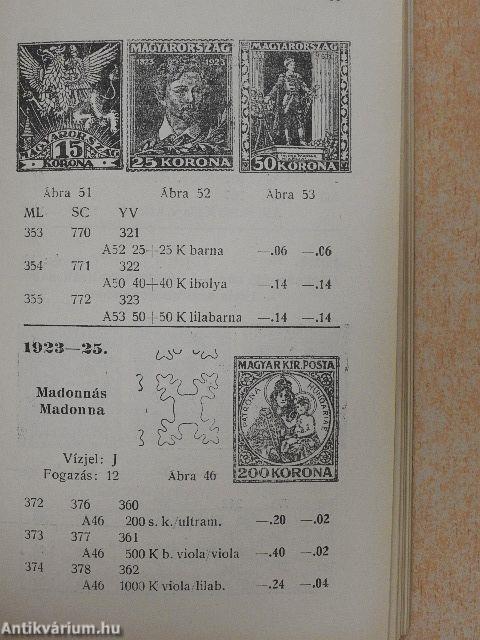 MAGYARORSZÁG
15
KORONA
MAGYARORSZÁG
1823 1923
25 KORONA
MAGYARORSZÁG
50 KORONA
Ábra 51 Ábra 52 Ábra 53
ML SC YV
353 770 321
A52 25+25 K barna —.06 —.06
354 771 322
A50 40+40 K ibolya —.14 —.14
355 772 323
A53 50+50 K lilabarna —.14 —.14
1923—25.
Madonnás
Madonna
Vízjel: J
Fogazás: 12
Ábra 46
MAGYAR KIR. POSTA
PATRONA HUNGARIAE
200 KORONA
372 376 360
A46 200 s. k./ultram. —.20 —.02
373 377 361
A46 500 K b. viola/viola —.40 —.02
374 378 362
A46 1000 K viola/lilab. —.24 —.04
Antikvárium.hu